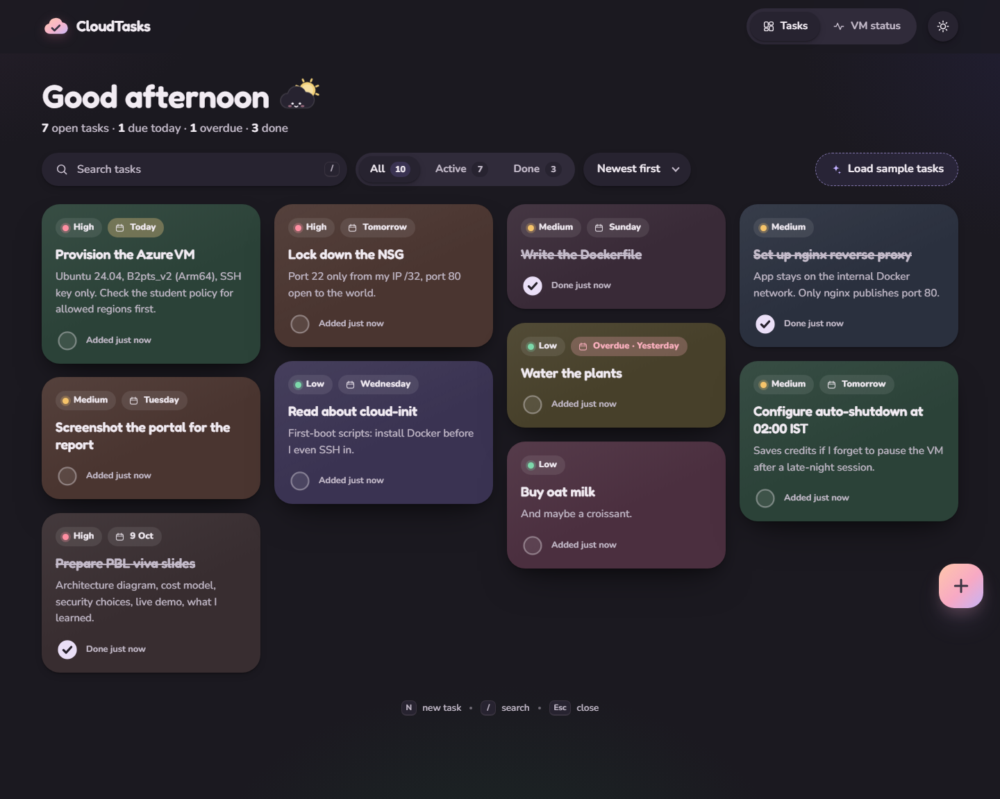 CloudTasks
Tasks
VM status
Good afternoon
7 open tasks · 1 due today · 1 overdue · 3 done
Search tasks
/
All 10
Active 7
Done 3
Newest first
Load sample tasks
High
Today
Provision the Azure VM
Ubuntu 24.04, B2pts_v2 (Arm64), SSH
key only. Check the student policy for
allowed regions first.
Added just now
High
Tomorrow
Lock down the NSG
Port 22 only from my IP /32, port 80
open to the world.
Added just now
Medium
Sunday
Write the Dockerfile
Done just now
Medium
Set up nginx reverse proxy
App stays on the internal Docker
network. Only nginx publishes port 80.
Done just now
Medium
Tuesday
Screenshot the portal for the
report
Added just now
Low
Wednesday
Read about cloud-init
First-boot scripts: install Docker before
I even SSH in.
Added just now
Low
Overdue · Yesterday
Water the plants
Added just now
Medium
Tomorrow
Configure auto-shutdown at
02:00 IST
Saves credits if I forget to pause the VM
after a late-night session.
Added just now
High
9 Oct
Prepare PBL viva slides
Architecture diagram, cost model,
security choices, live demo, what I
learned.
Done just now
Low
Buy oat milk
And maybe a croissant.
Added just now
N new task • / search • Esc close